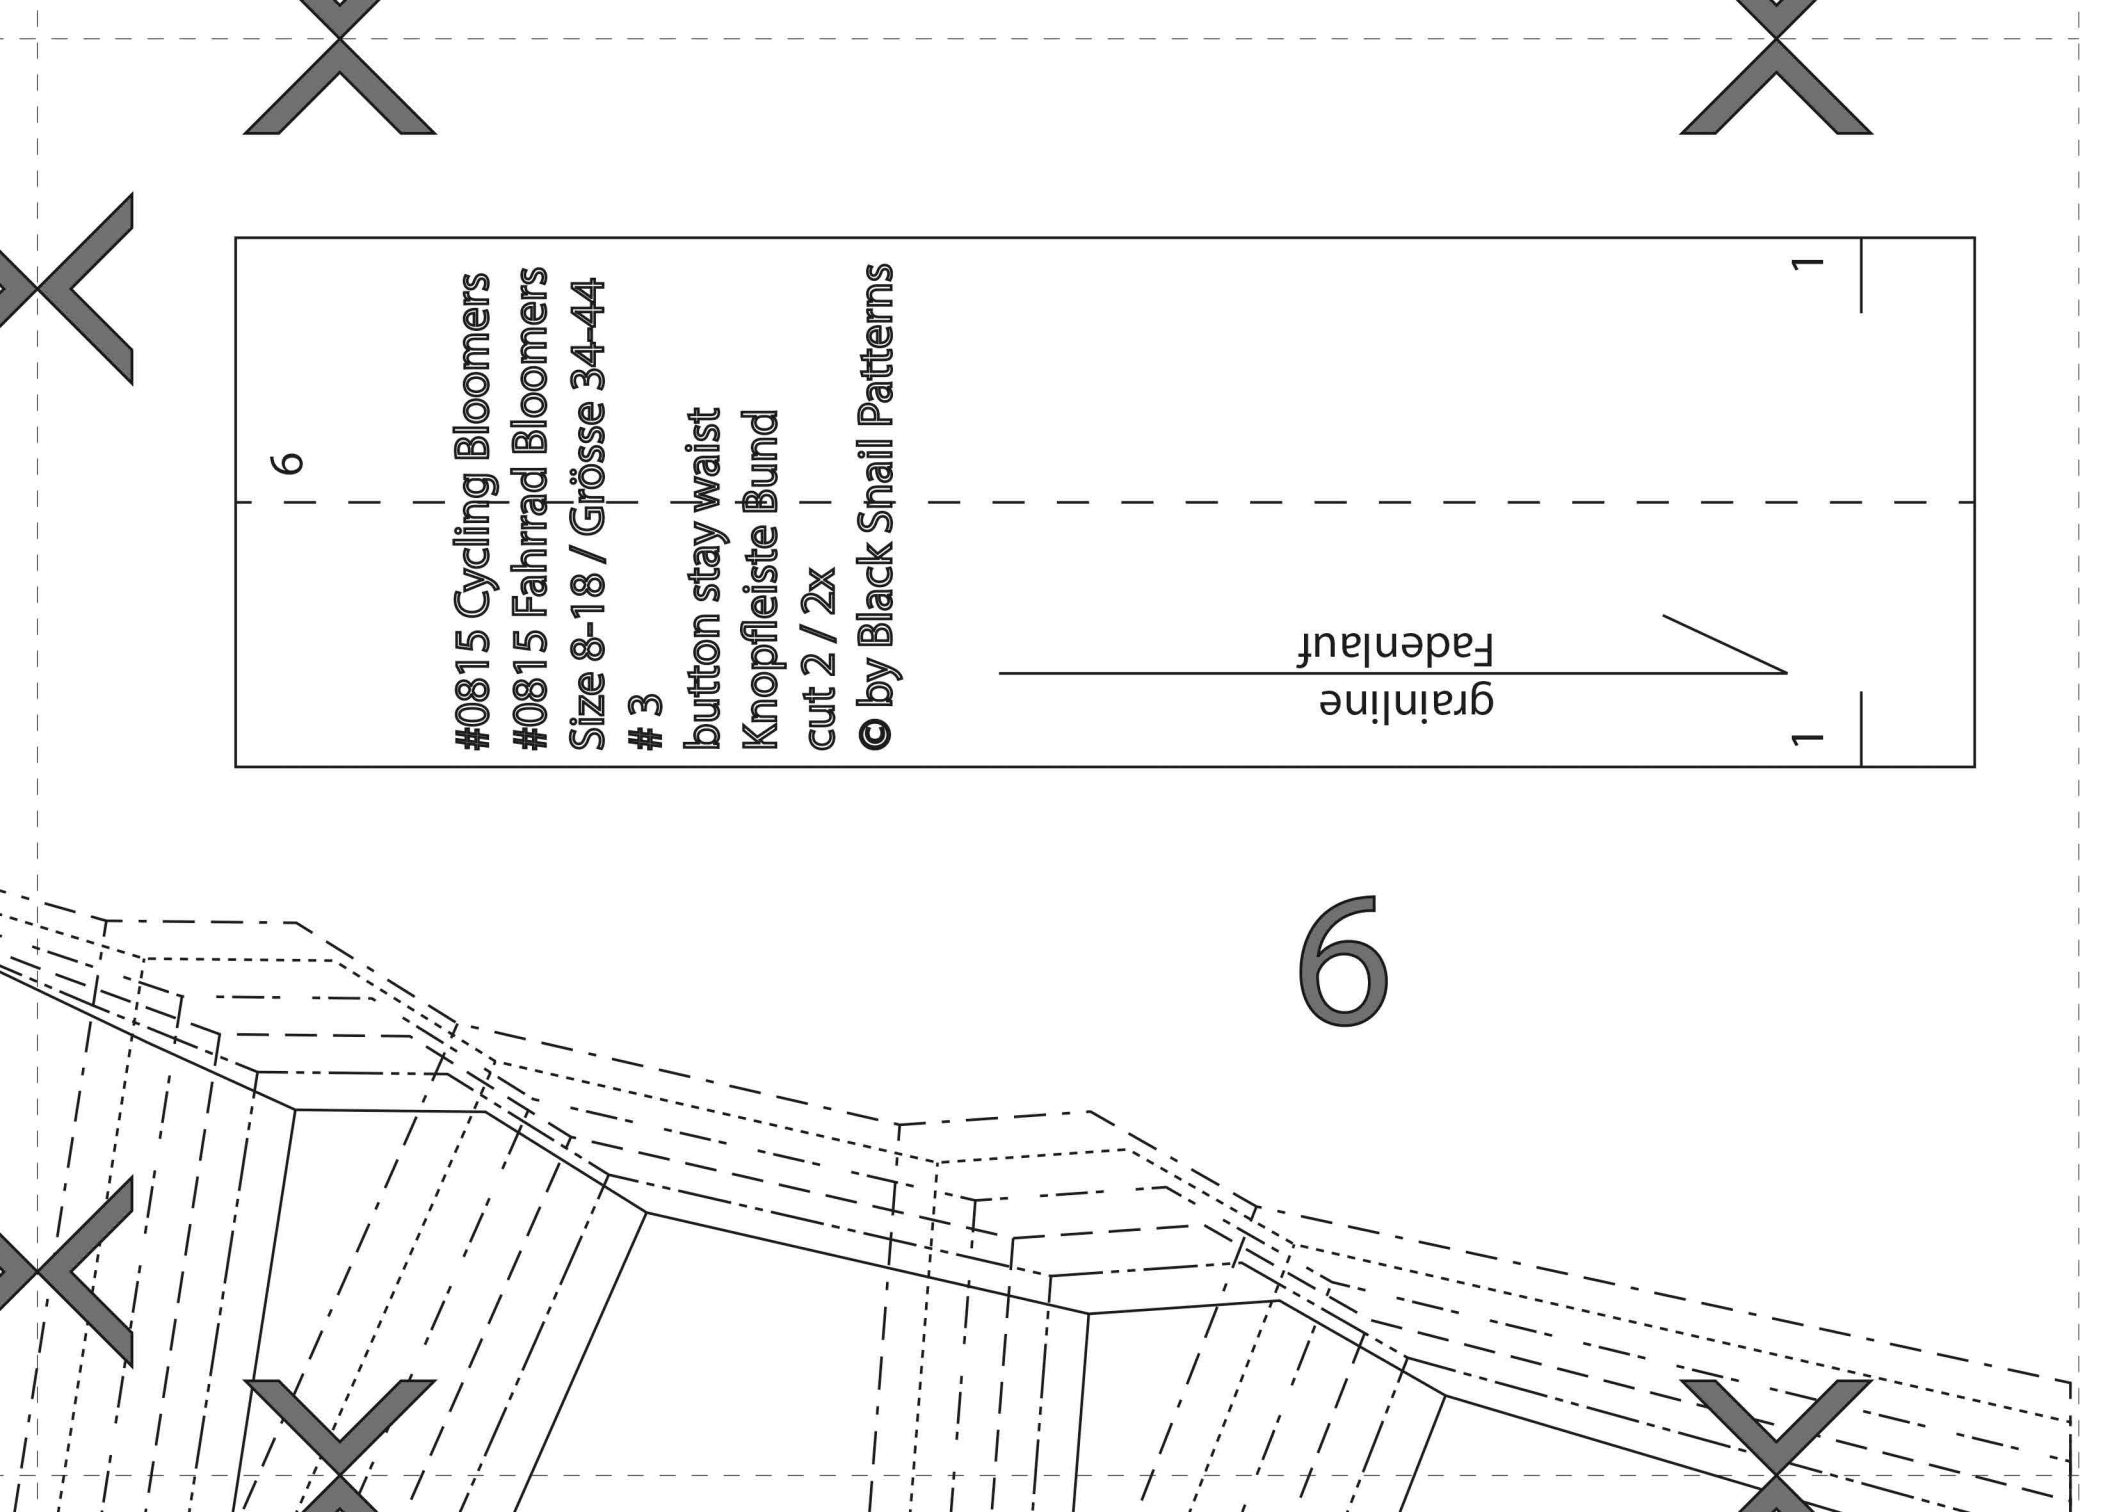 #0815 Cycling Bloomers
#0815 Fahrrad Bloomers
Size 8-18 / Grösse 34-44
# 3
button stay waist
Knopfleiste Bund
cut 2 / 2x
© by Black Snail Patterns
6
1
1
Fadenlauf
grainline
6